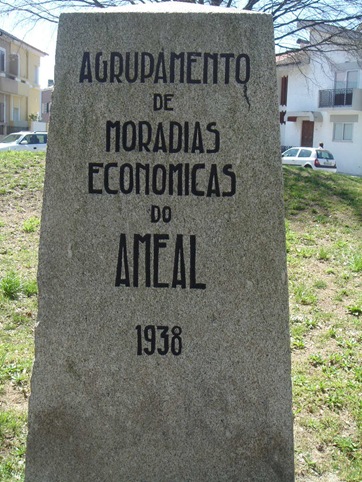 AGRUPAMENTO
DE
MORADIAS
ECONOMICAS
DO
AMEAL
1938